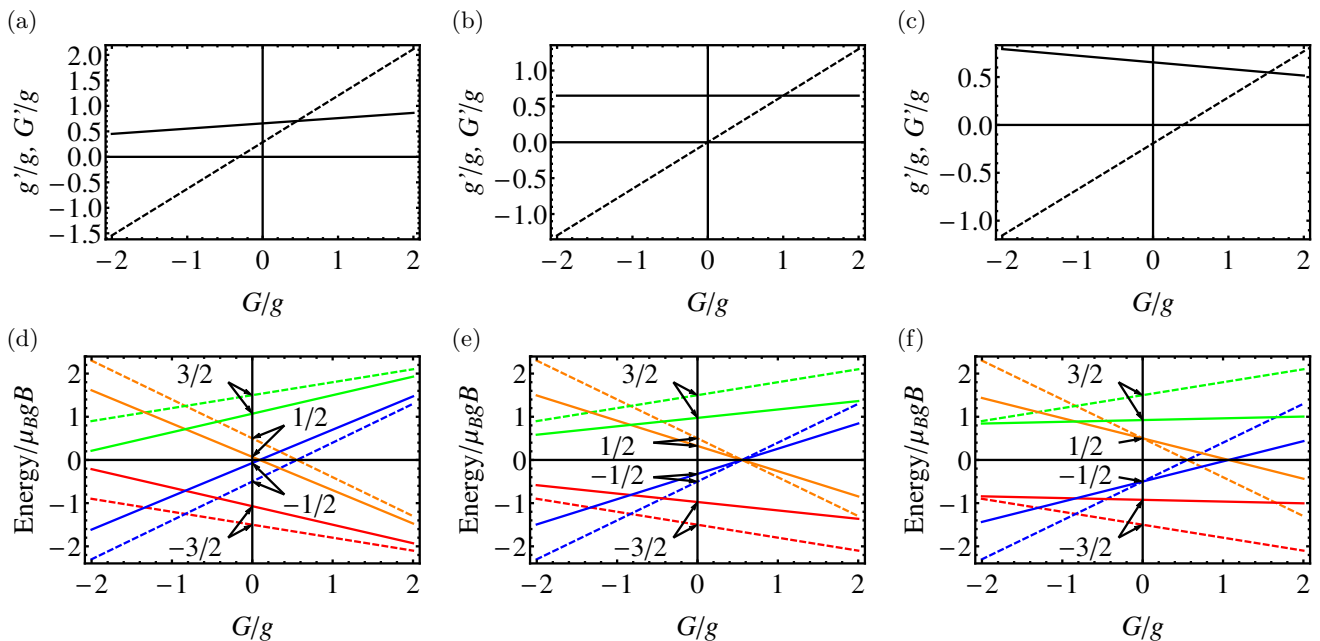 (a)
2.0
1.5
1.0
0.5
0.0
−0.5
−1.0
−1.5
g'/g, G'/g
−2 −1 0 1 2
G/g
(b)
1.0
0.5
0.0
−0.5
−1.0
g'/g, G'/g
−2 −1 0 1 2
G/g
(c)
0.5
0.0
−0.5
−1.0
g'/g, G'/g
−2 −1 0 1 2
G/g
(d)
2
1
0
−1
−2
Energy/μBgB
3/2
1/2
−1/2
−3/2
−2 −1 0 1 2
G/g
(e)
2
1
0
−1
−2
Energy/μBgB
3/2
1/2
−1/2
−3/2
−2 −1 0 1 2
G/g
(f)
2
1
0
−1
−2
Energy/μBgB
3/2
1/2
−1/2
−3/2
−2 −1 0 1 2
G/g